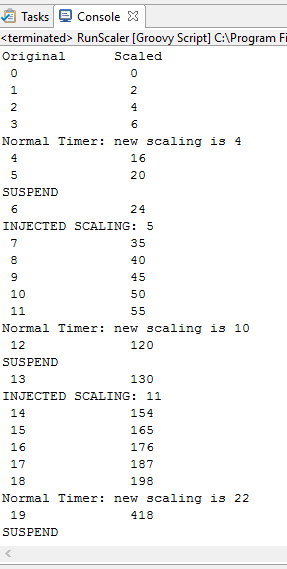 Tasks Console
<terminated> RunScaler [Groovy Script] C:\Program Fi
Original Scaled
0 0
1 2
2 4
3 6
Normal Timer: new scaling is 4
4 16
5 20
SUSPEND
6 24
INJECTED SCALING: 5
7 35
8 40
9 45
10 50
11 55
Normal Timer: new scaling is 10
12 120
SUSPEND
13 130
INJECTED SCALING: 11
14 154
15 165
16 176
17 187
18 198
Normal Timer: new scaling is 22
19 418
SUSPEND